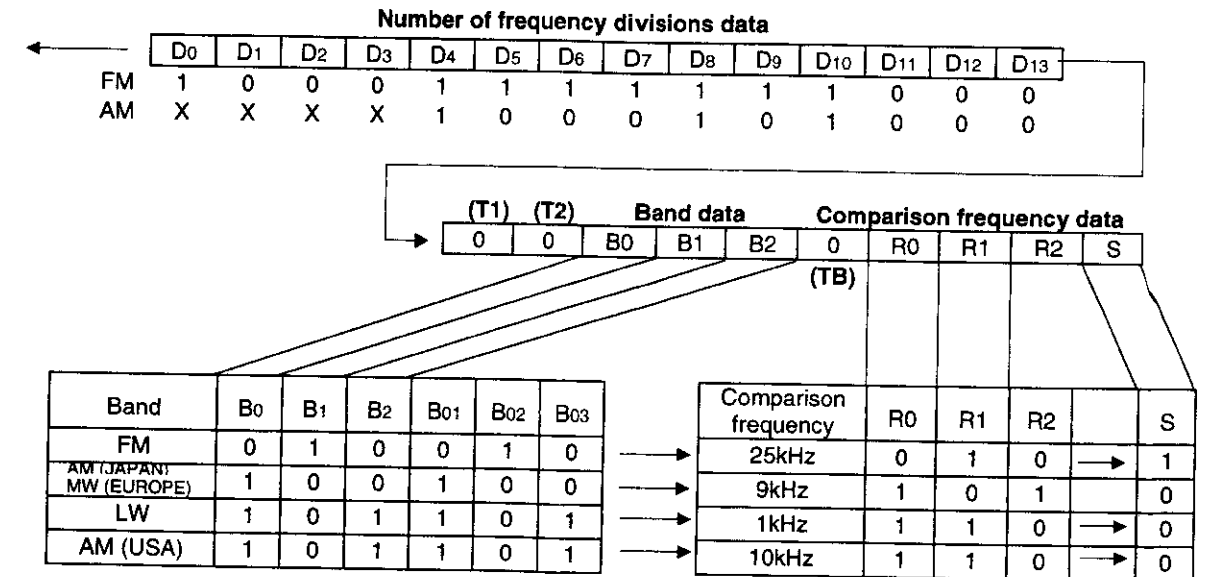 Number of frequency divisions data
D0 D1 D2 D3 D4 D5 D6 D7 D8 D9 D10 D11 D12 D13
FM 1 0 0 0 1 1 1 1 1 1 1 0 0 0
AM X X X X 1 0 0 0 1 0 1 0 0 0
(T1) (T2) Band data Comparison frequency data
0 0 B0 B1 B2 0 R0 R1 R2 S
(TB)
Band B0 B1 B2 B01 B02 B03
FM 0 1 0 0 1 0
AM (JAPAN)
MW (EUROPE) 1 0 0 1 0 0
LW 1 0 1 1 0 1
AM (USA) 1 0 1 1 0 1
Comparison
frequency R0 R1 R2 S
25kHz 0 1 0 1
9kHz 1 0 1 0
1kHz 1 1 0 0
10kHz 1 1 0 0